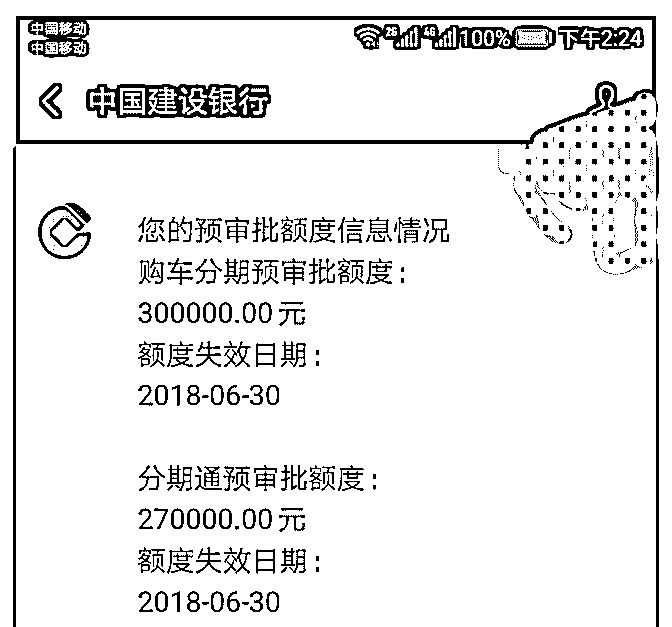 中国移动
中国移动
2G 4G 100% 下午2:24
中国建设银行
您的预审批额度信息情况
购车分期预审批额度：
300000.00元
额度失效日期：
2018-06-30
分期通预审批额度：
270000.00元
额度失效日期：
2018-06-30